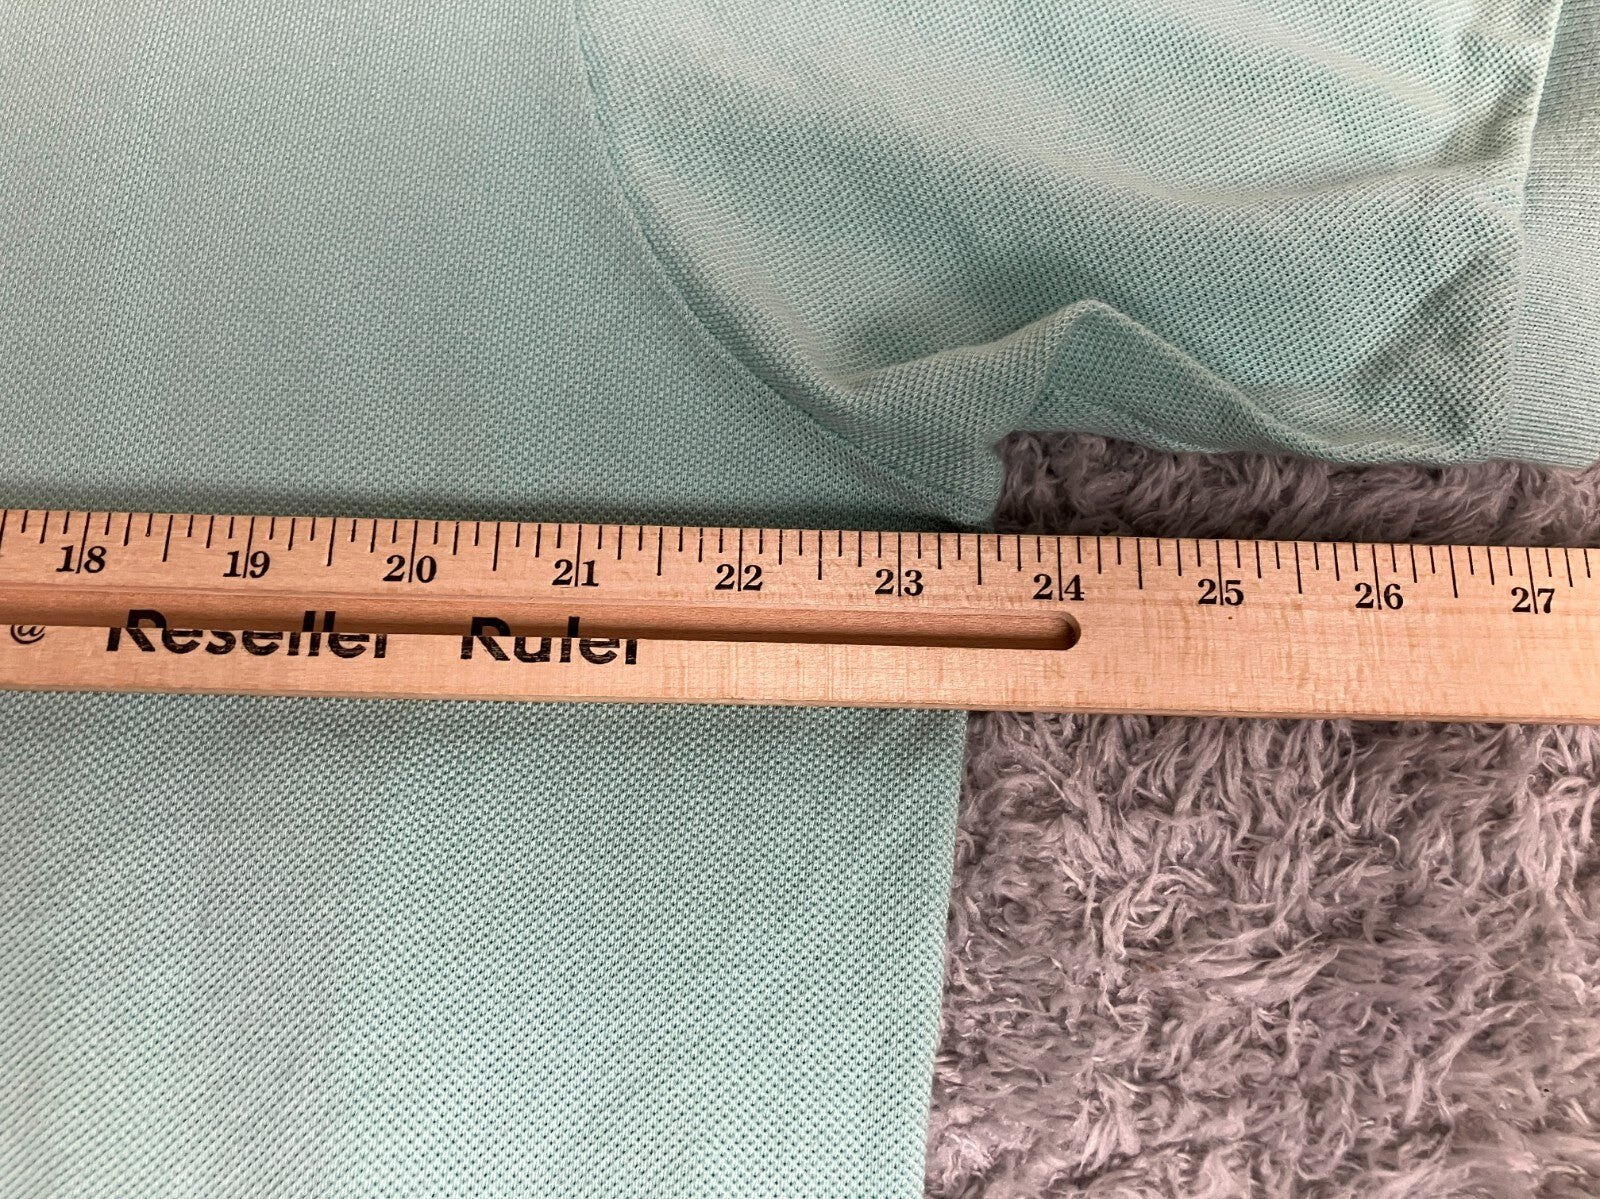 18 19 20 21 22 23 24 25 26 27
@ Reseller Ruler